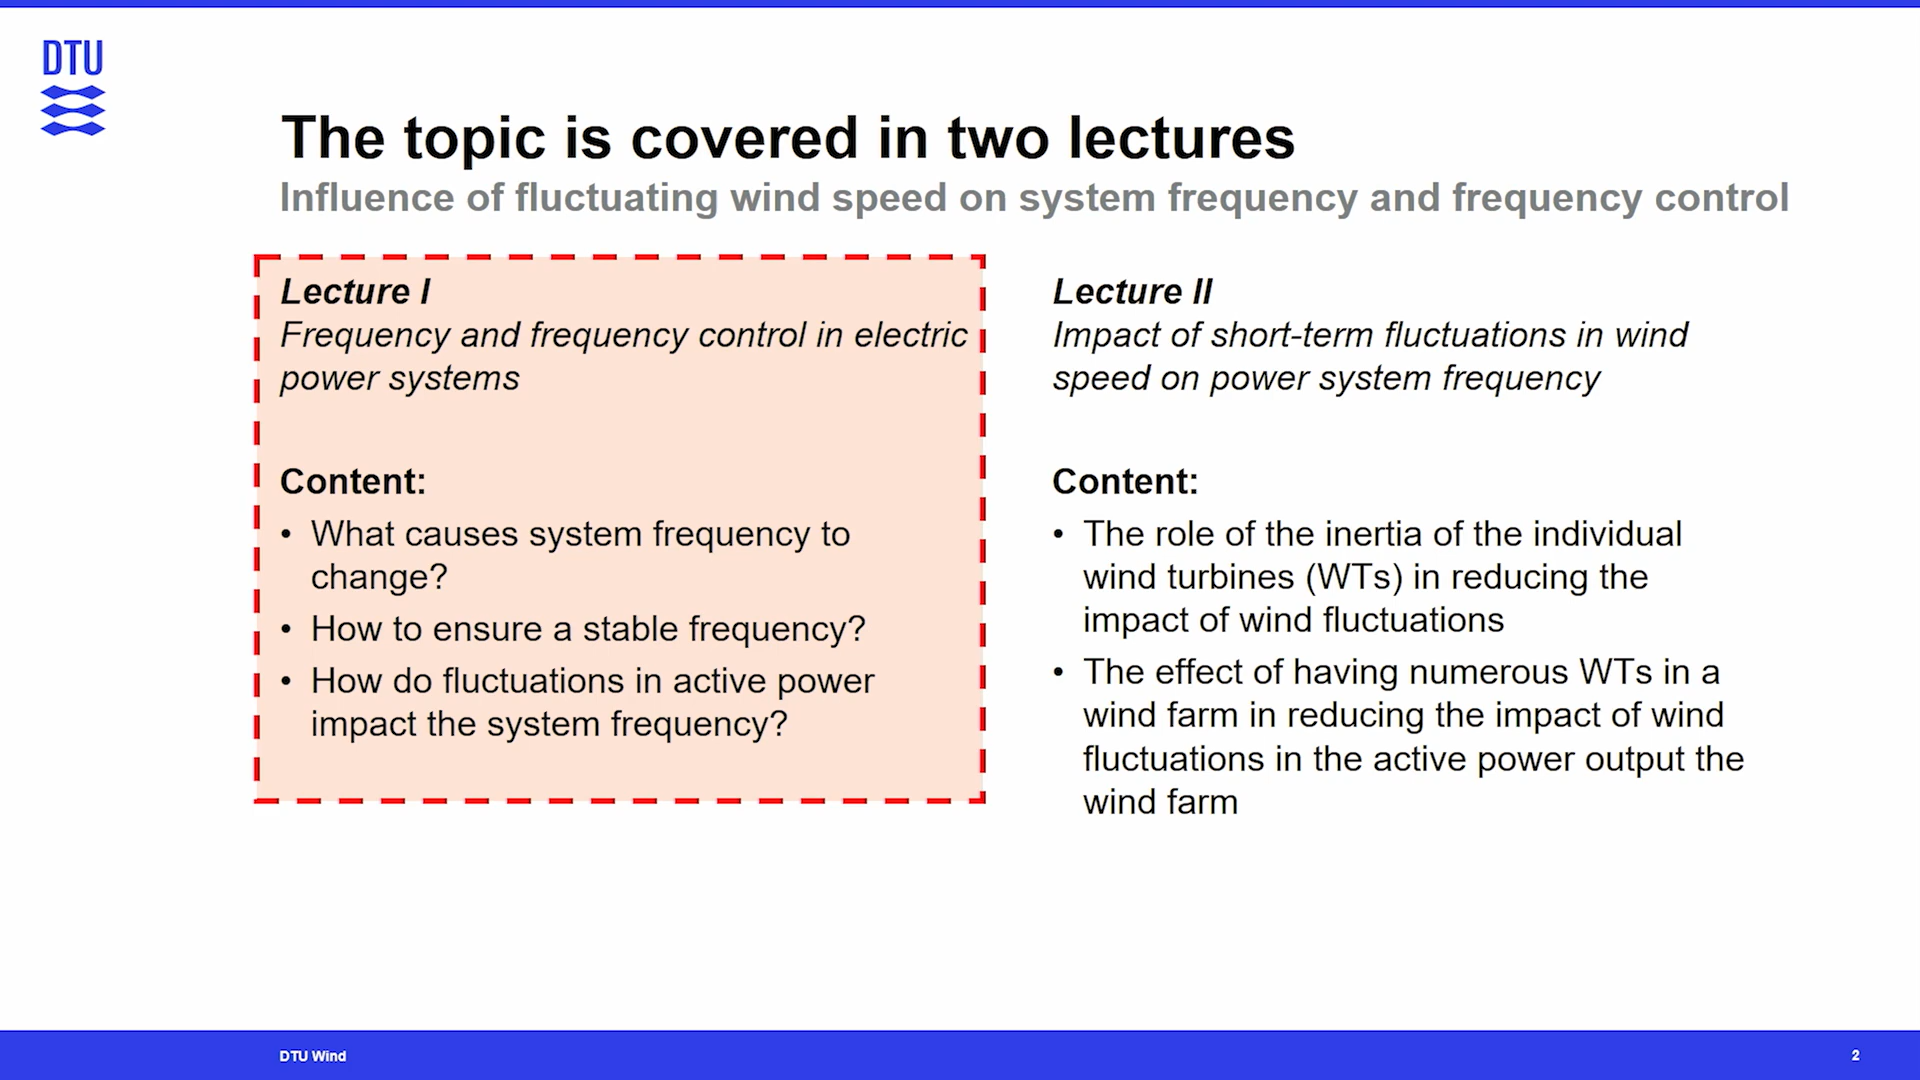 DTU
The topic is covered in two lectures
Influence of fluctuating wind speed on system frequency and frequency control
Lecture I
Frequency and frequency control in electric
power systems
Content:
• What causes system frequency to
change?
• How to ensure a stable frequency?
• How do fluctuations in active power
impact the system frequency?
Lecture II
Impact of short-term fluctuations in wind
speed on power system frequency
Content:
• The role of the inertia of the individual
wind turbines (WTs) in reducing the
impact of wind fluctuations
• The effect of having numerous WTs in a
wind farm in reducing the impact of wind
fluctuations in the active power output the
wind farm
DTU Wind
2